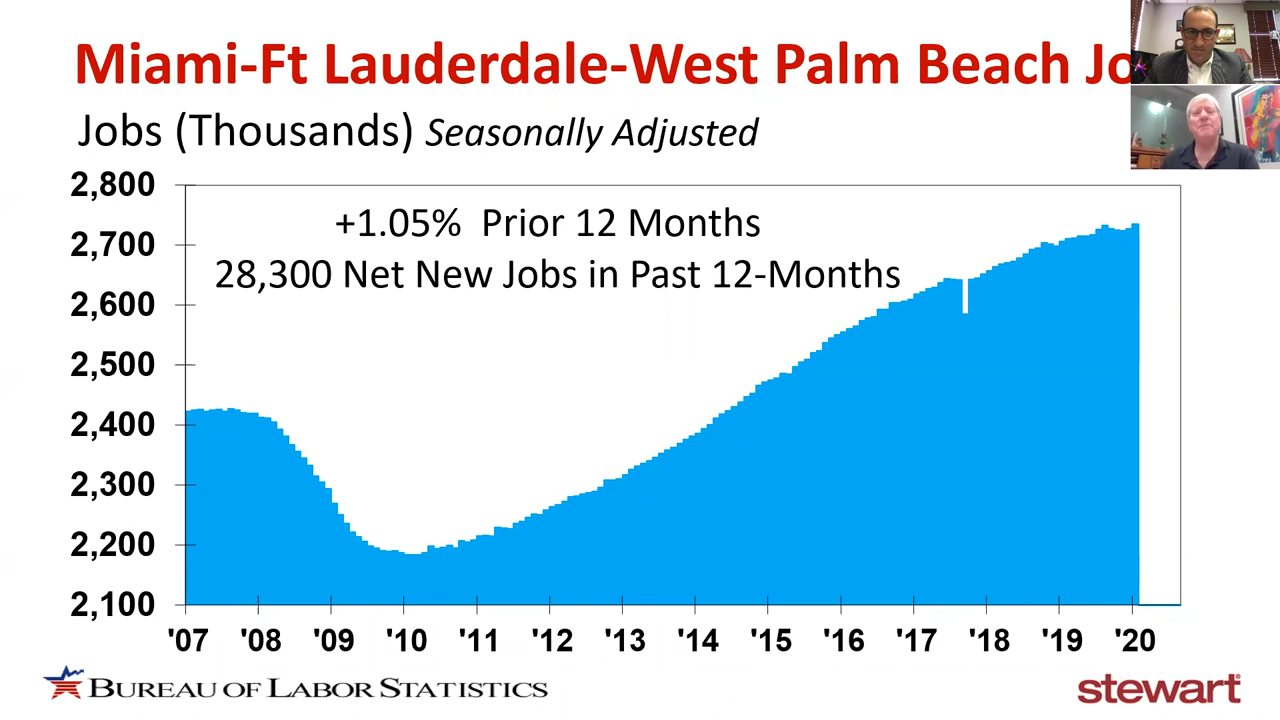 Miami-Ft Lauderdale-West Palm Beach Jo
Jobs (Thousands) Seasonally Adjusted
2,800
+1.05% Prior 12 Months
2,700
28,300 Net New Jobs in Past 12-Months
2,600
2,500
2,400
2,300
2,200
2,100
'07 '08 '09 '10 '11 '12 '13 '14 '15 '16 '17 '18 '19 '20
BUREAU OF LABOR STATISTICS
stewart